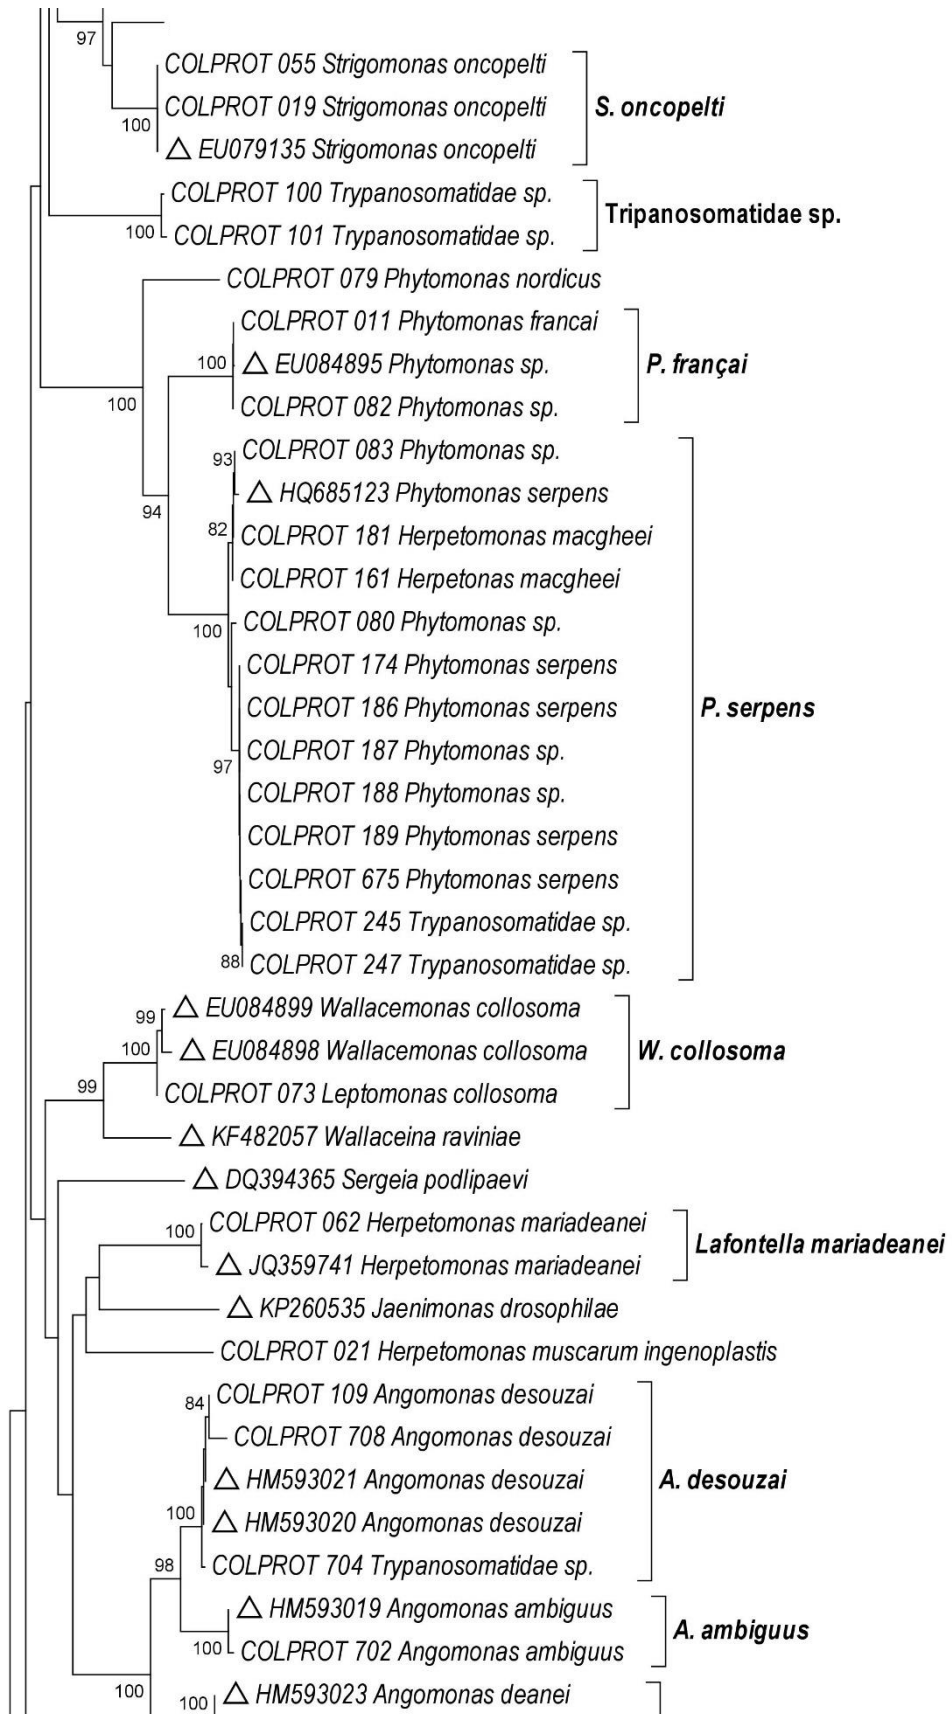 97
COLPROT 055 Strigomonas oncopelti
COLPROT 019 Strigomonas oncopelti
S. oncopelti
100
EU079135 Strigomonas oncopelti
COLPROT 100 Trypanosomatidae sp.
Tripanosomatidae sp.
100
COLPROT 101 Trypanosomatidae sp.
COLPROT 079 Phytomonas nordicus
COLPROT 011 Phytomonas francai
100
EU084895 Phytomonas sp.
P. françai
100
COLPROT 082 Phytomonas sp.
COLPROT 083 Phytomonas sp.
93
HQ685123 Phytomonas serpens
94
82
COLPROT 181 Herpetomonas macgheei
COLPROT 161 Herpetonas macgheei
100
COLPROT 080 Phytomonas sp.
COLPROT 174 Phytomonas serpens
COLPROT 186 Phytomonas serpens
P. serpens
COLPROT 187 Phytomonas sp.
97
COLPROT 188 Phytomonas sp.
COLPROT 189 Phytomonas serpens
COLPROT 675 Phytomonas serpens
COLPROT 245 Trypanosomatidae sp.
88
COLPROT 247 Trypanosomatidae sp.
EU084899 Wallacemonas collosoma
99
100
EU084898 Wallacemonas collosoma
W. collosoma
99
COLPROT 073 Leptomonas collosoma
KF482057 Wallaceina raviniae
DQ394365 Sergeia podlipaevi
COLPROT 062 Herpetomonas mariadeanei
100
Lafontella mariadeanei
JQ359741 Herpetomonas mariadeanei
KP260535 Jaenimonas drosophilae
COLPROT 021 Herpetomonas muscarum ingenoplastis
COLPROT 109 Angomonas desouzai
84
COLPROT 708 Angomonas desouzai
HM593021 Angomonas desouzai
A. desouzai
100
HM593020 Angomonas desouzai
98
COLPROT 704 Trypanosomatidae sp.
HM593019 Angomonas ambiguus
A. ambiguus
100
COLPROT 702 Angomonas ambiguus
100
100
HM593023 Angomonas deanei